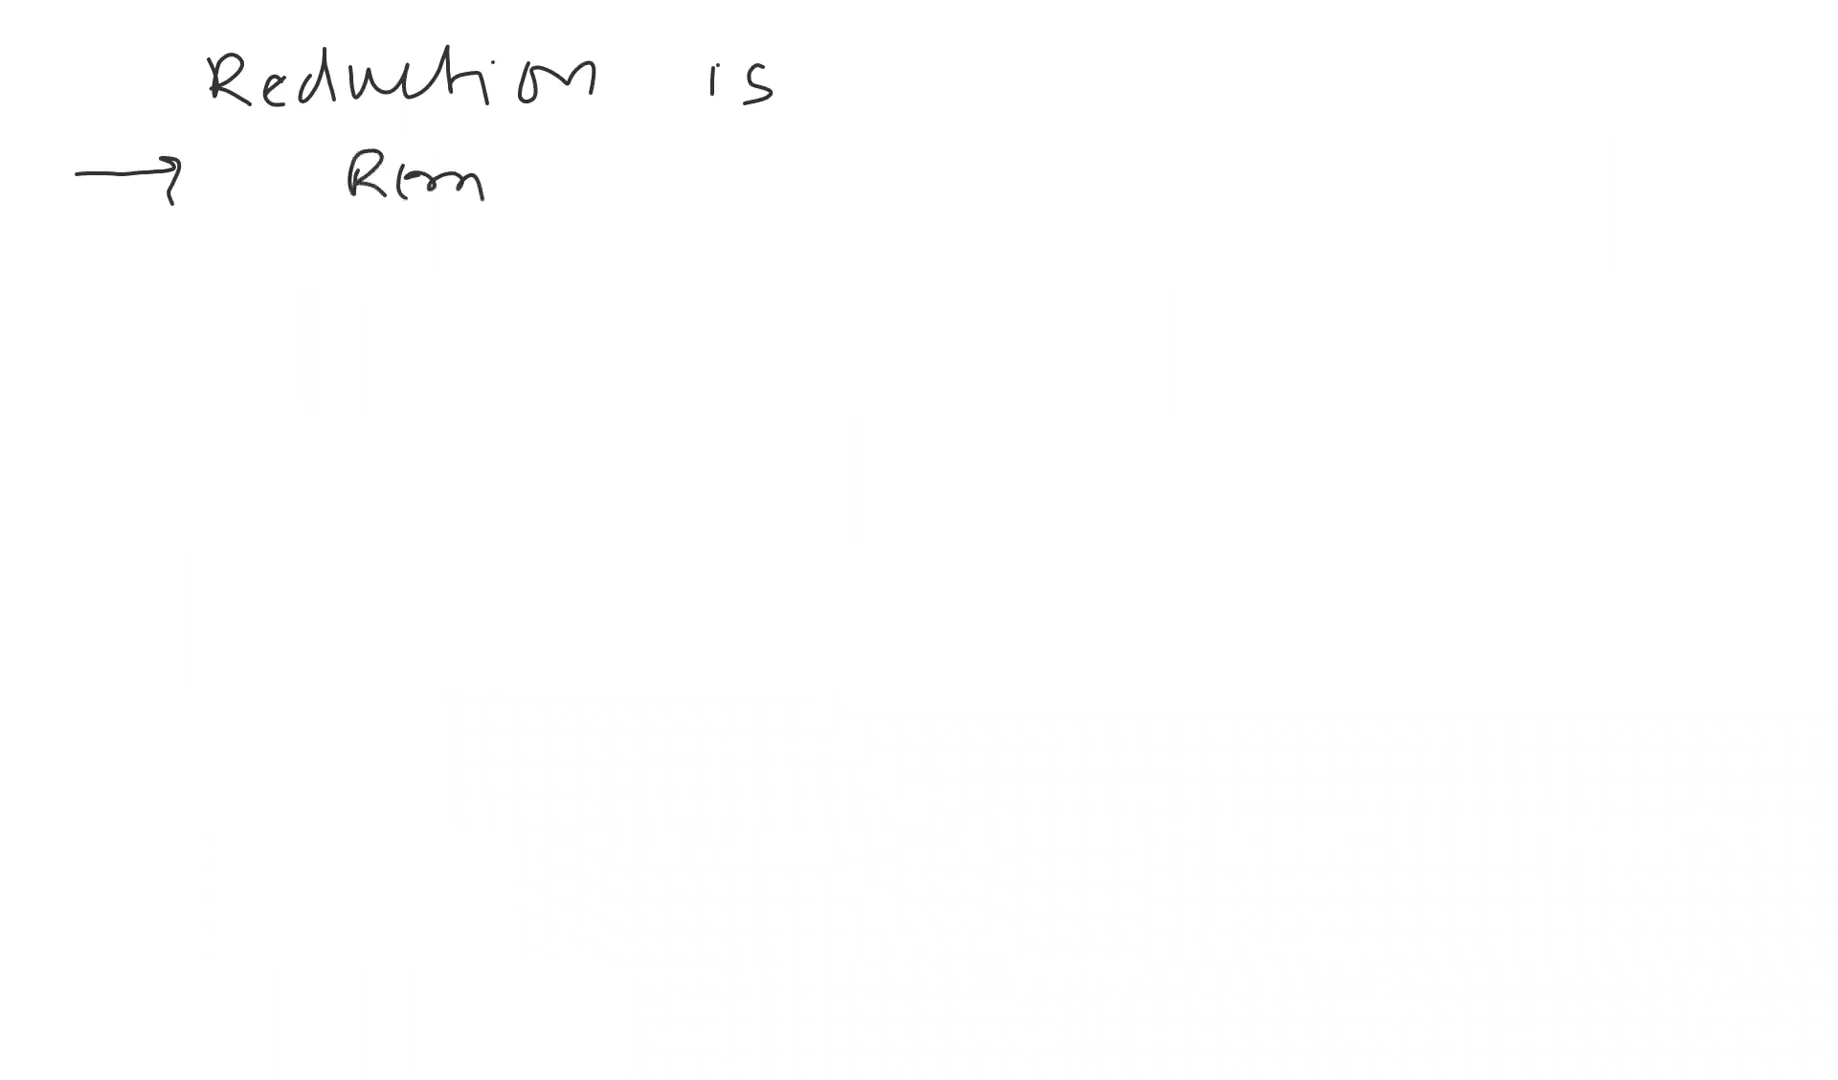 Reduction is
→ Rem